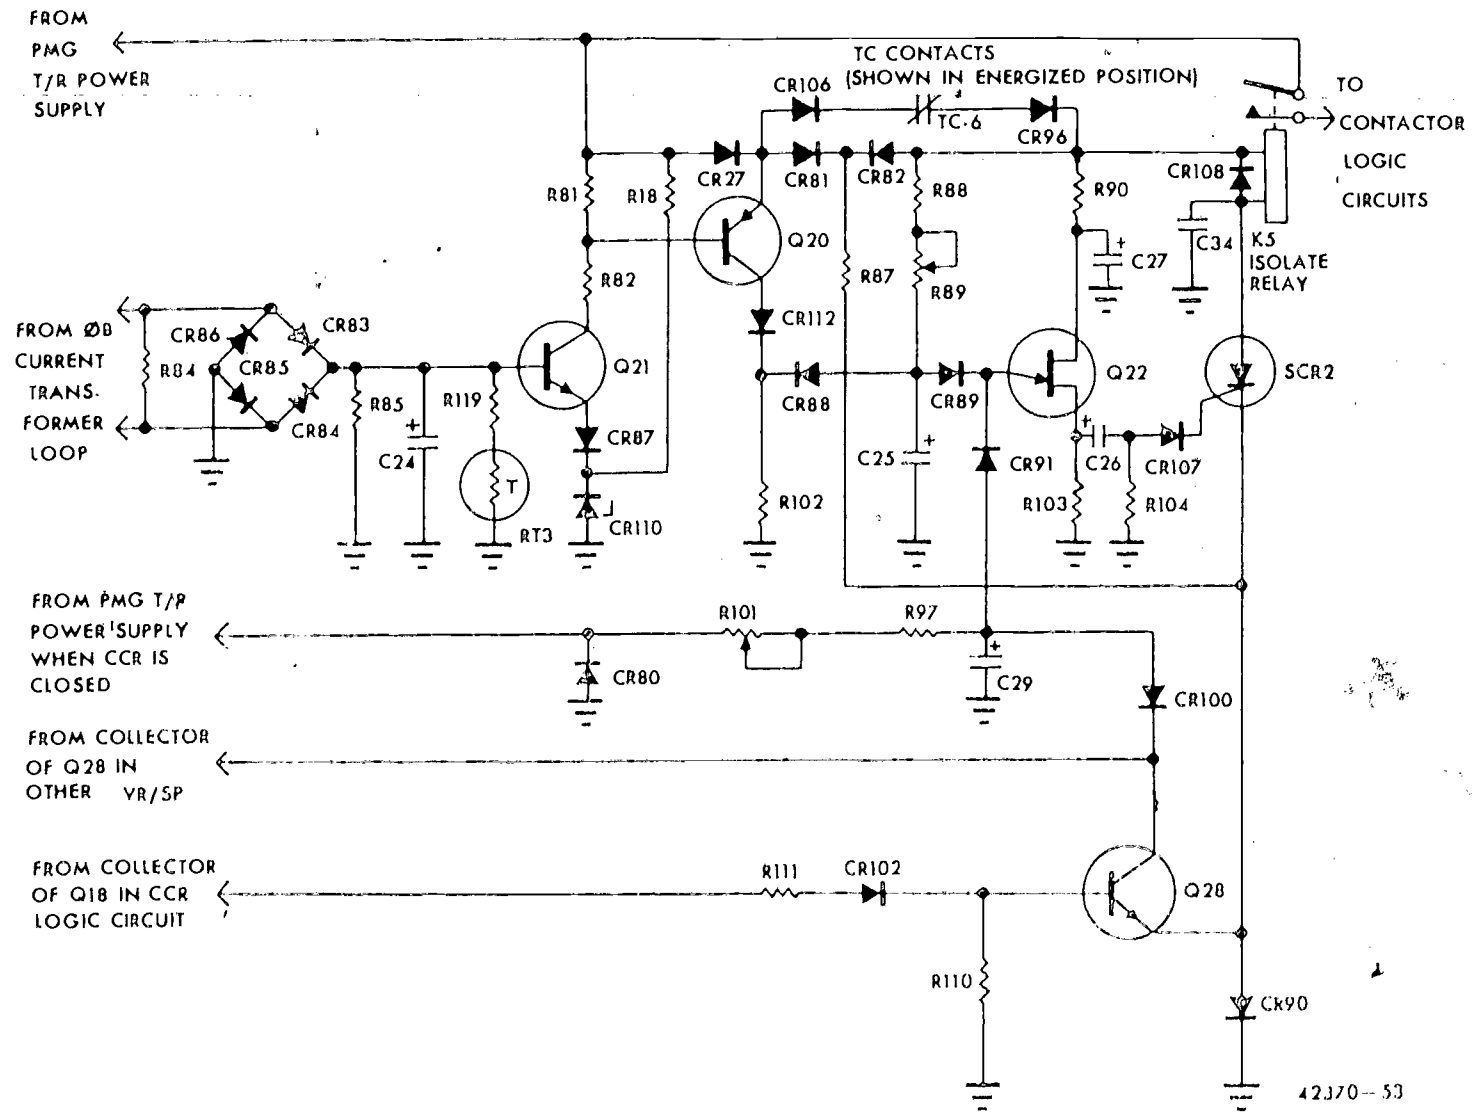 FROM
PMG
T/R POWER
SUPPLY
TC CONTACTS
(SHOWN IN ENERGIZED POSITION)
CR106
TC-6
CR96
TO
CONTACTOR
LOGIC
CIRCUITS
CR27
CR81
CR82
CR108
R81
R18
R88
R90
Q20
C34
K5
ISOLATE
RELAY
C27
R82
R87
R89
FROM ØB
CURRENT
TRANS-
FORMER
LOOP
CR86
CR83
CR85
R84
CR84
CR112
Q21
Q22
SCR2
R85
R119
CR88
CR89
CR87
C24
C25
CR91
C26
CR107
T
R102
R103
R104
RT3
CR110
FROM PMG T/R
POWER SUPPLY
WHEN CCR IS
CLOSED
R101
R97
CR80
C29
CR100
FROM COLLECTOR
OF Q28 IN
OTHER VR/SP
FROM COLLECTOR
OF Q18 IN CCR
LOGIC CIRCUIT
R111
CR102
Q28
R110
CR90
42370-53